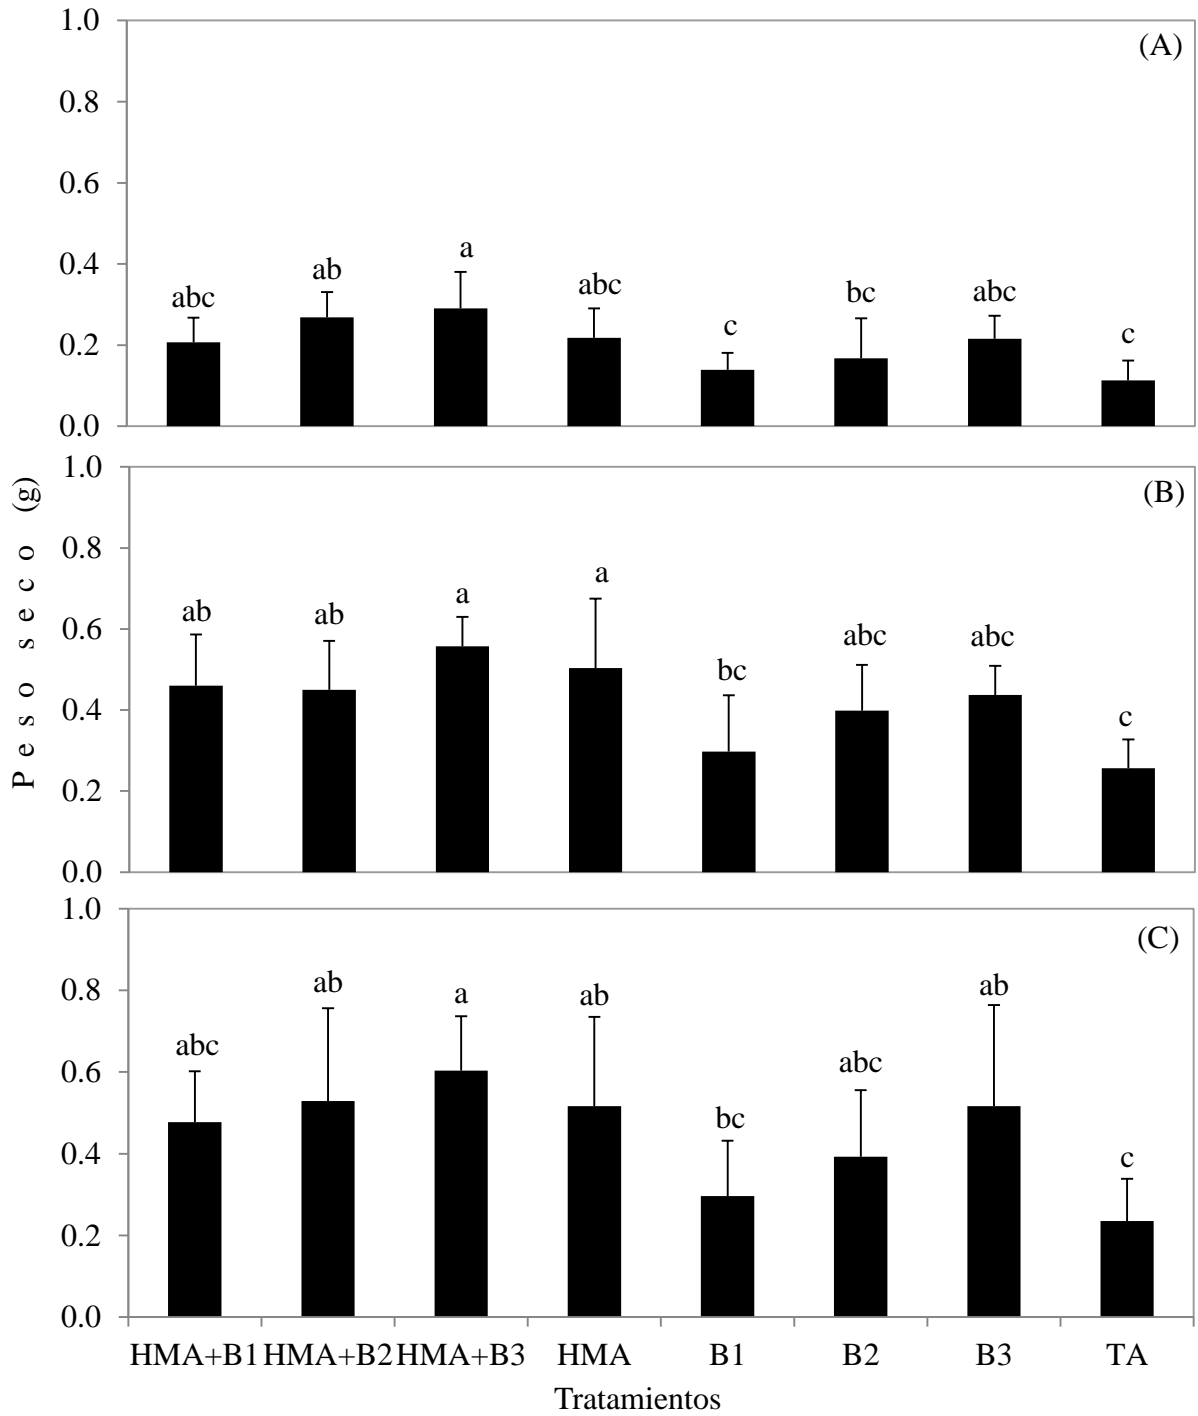 1.0
(A)
0.8
0.6
0.4
0.2
0.0
abc ab a abc c bc abc c
Peso seco (g)
1.0
(B)
0.8
0.6
0.4
0.2
0.0
ab ab a a bc abc abc c
1.0
(C)
0.8
0.6
0.4
0.2
0.0
abc ab a ab bc abc ab c
HMA+B1 HMA+B2 HMA+B3 HMA B1 B2 B3 TA
Tratamientos